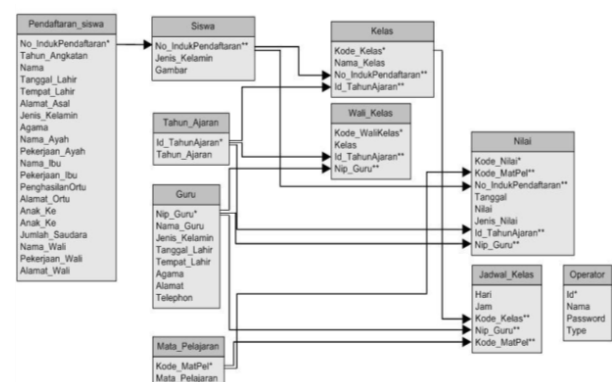 Pendaftaran_siswa
No_IndukPendaftaran*
Tahun_Angkatan
Nama
Tanggal_Lahir
Tempat_Lahir
Alamat_Asal
Jenis_Kelamin
Agama
Nama_Ayah
Pekerjaan_Ayah
Nama_Ibu
Pekerjaan_Ibu
PenghasilanOrtu
Alamat_Ortu
Anak_Ke
Anak_Ke
Jumlah_Saudara
Nama_Wali
Pekerjaan_Wali
Alamat_Wali
Siswa
No_IndukPendaftaran**
Jenis_Kelamin
Gambar
Tahun_Ajaran
Id_TahunAjaran*
Tahun_Ajaran
Guru
Nip_Guru*
Nama_Guru
Jenis_Kelamin
Tanggal_Lahir
Tempat_Lahir
Agama
Alamat
Telephon
Mata_Pelajaran
Kode_MatPel*
Mata_Pelajaran
Kelas
Kode_Kelas*
Nama_Kelas
No_IndukPendaftaran**
Id_TahunAjaran**
Wali_Kelas
Kode_WaliKelas*
Kelas
Id_TahunAjaran**
Nip_Guru**
Nilai
Kode_Nilai*
Kode_MatPel**
No_IndukPendaftaran**
Tanggal
Nilai
Jenis_Nilai
Id_TahunAjaran**
Nip_Guru**
Jadwal_Kelas
Hari
Jam
Kode_Kelas**
Nip_Guru**
Kode_MatPel**
Operator
Id*
Nama
Password
Type